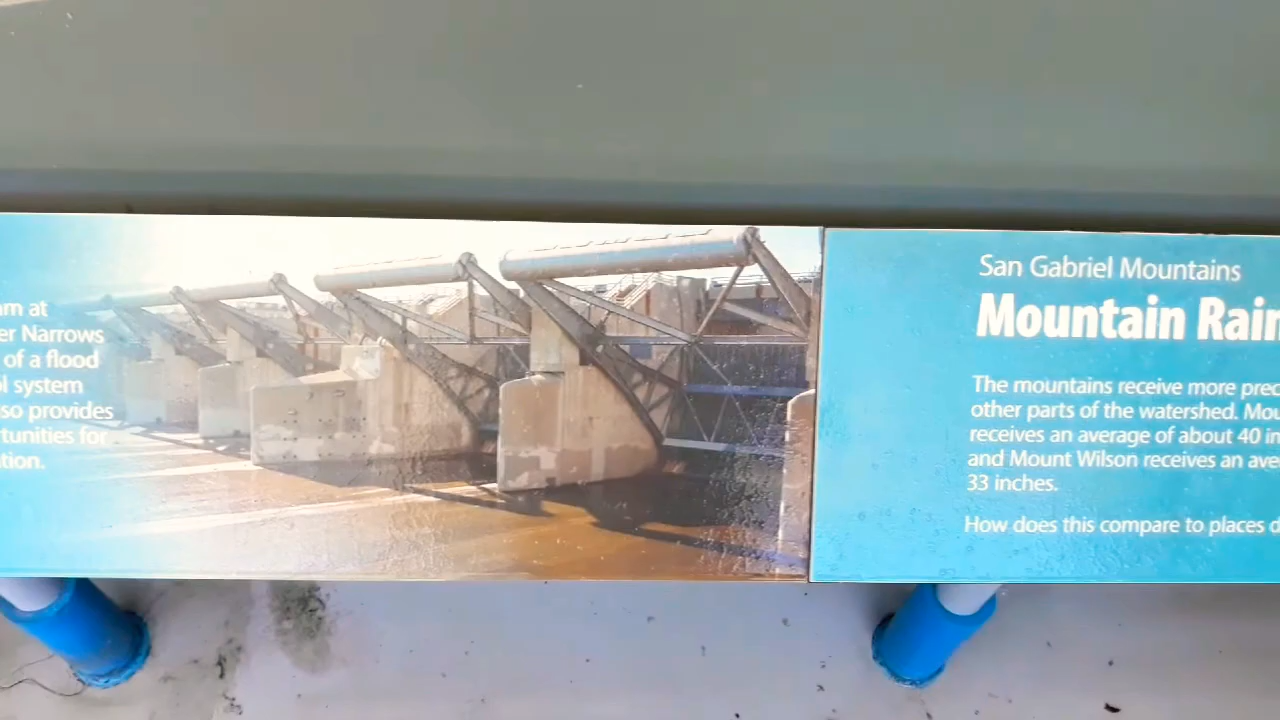 am at
er Narrows
of a flood
ol system
so provides
tunities for
tion.
San Gabriel Mountains
Mountain Rain
The mountains receive more prec
other parts of the watershed. Mou
receives an average of about 40 in
and Mount Wilson receives an ave
33 inches.
How does this compare to places d